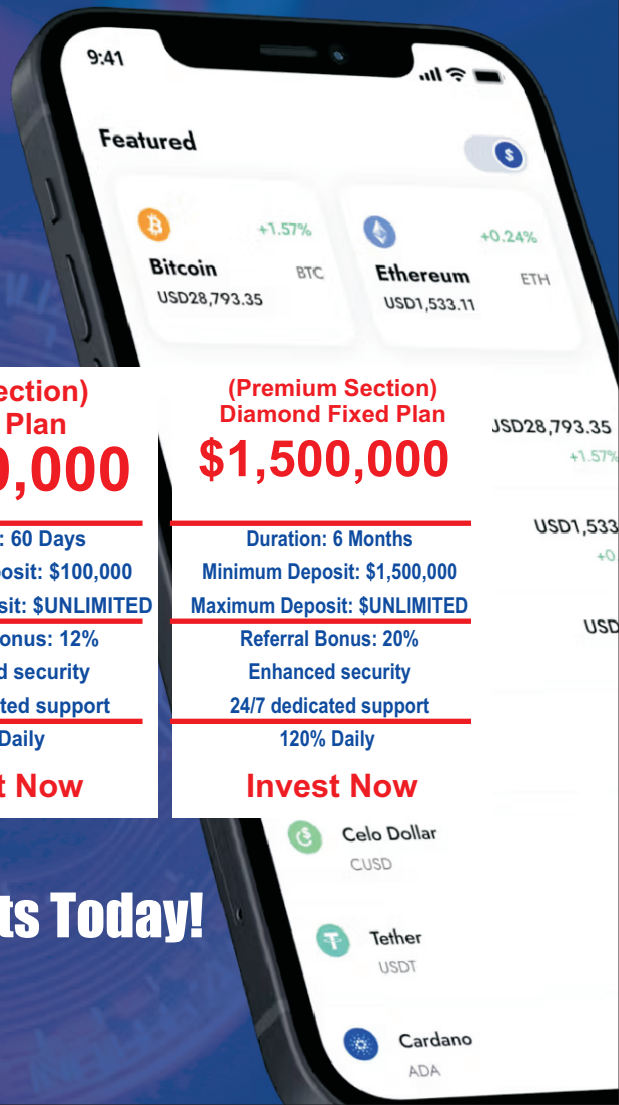 9:41
Featured
$
+1.57%
+0.24%
Bitcoin BTC
Ethereum ETH
USD28,793.35
USD1,533.11
ection)
Plan
0,000
: 60 Days
osit: $100,000
sit: $UNLIMITED
onus: 12%
d security
ted support
Daily
t Now
(Premium Section)
Diamond Fixed Plan
$1,500,000
Duration: 6 Months
Minimum Deposit: $1,500,000
Maximum Deposit: $UNLIMITED
Referral Bonus: 20%
Enhanced security
24/7 dedicated support
120% Daily
Invest Now
JSD28,793.35
+1.57%
USD1,533
+0.
USD
Celo Dollar
CUSD
ts Today!
Tether
USDT
Cardano
ADA